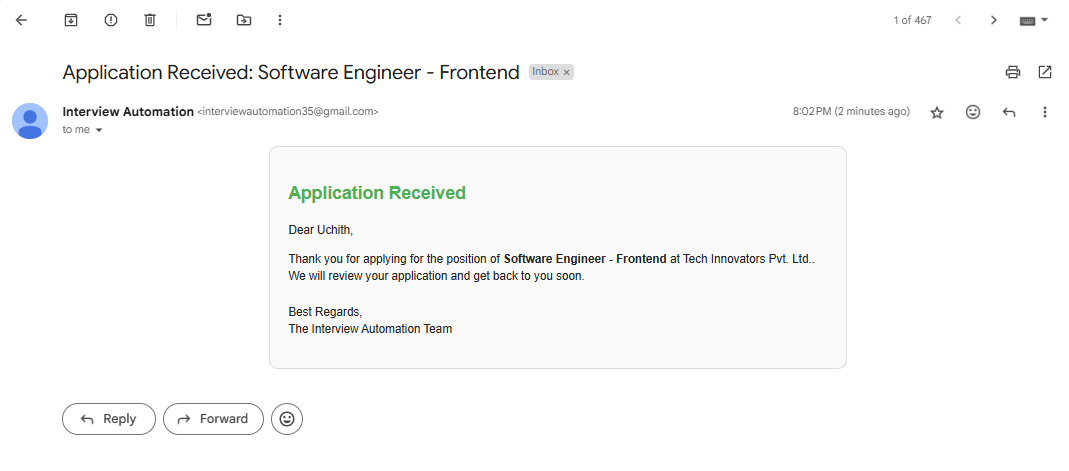 1 of 467
Application Received: Software Engineer - Frontend Inbox x
Interview Automation <interviewautomation35@gmail.com> 8:02 PM (2 minutes ago)
to me
Application Received
Dear Uchith,
Thank you for applying for the position of Software Engineer - Frontend at Tech Innovators Pvt. Ltd..
We will review your application and get back to you soon.
Best Regards,
The Interview Automation Team
Reply Forward